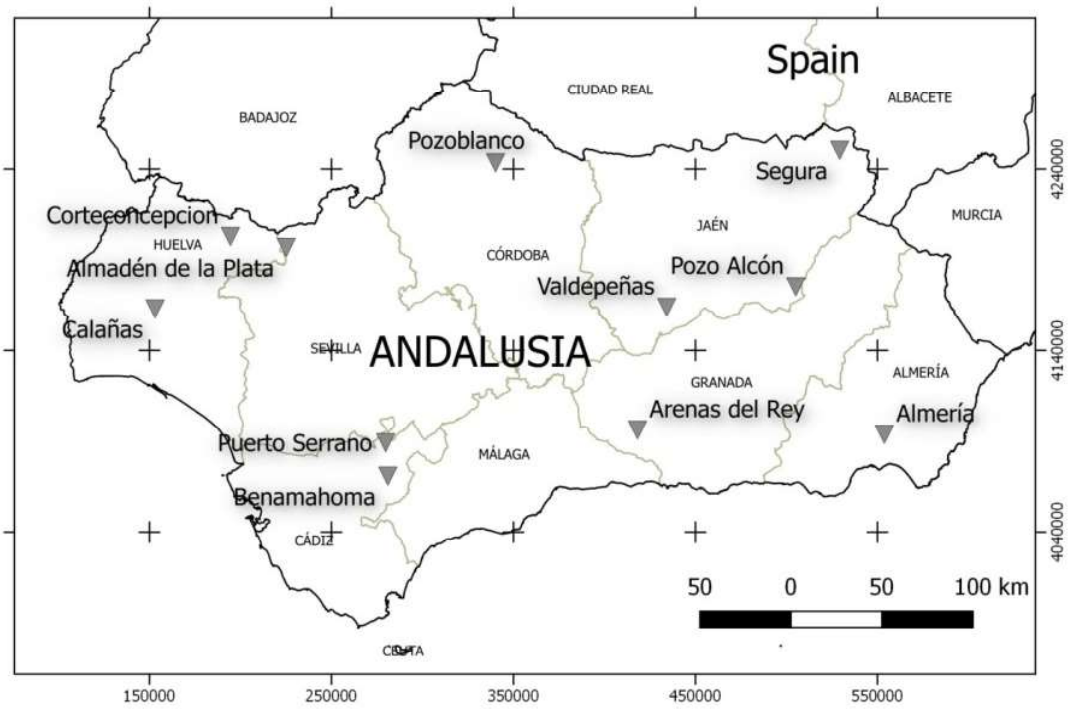 Spain
CIUDAD REAL
ALBACETE
BADAJOZ
Pozoblanco
Segura
4240000
Corteconcepcion
MURCIA
HUELVA
JAÉN
CÓRDOBA
Almadén de la Plata
Pozo Alcón
Valdepeñas
Calañas
SEVILLA
ANDALUSIA
4140000
GRANADA
ALMERÍA
Arenas del Rey
Almería
Puerto Serrano
MÁLAGA
Benamahoma
CÁDIZ
4040000
50 0 50 100 km
CEUTA
150000 250000 350000 450000 550000